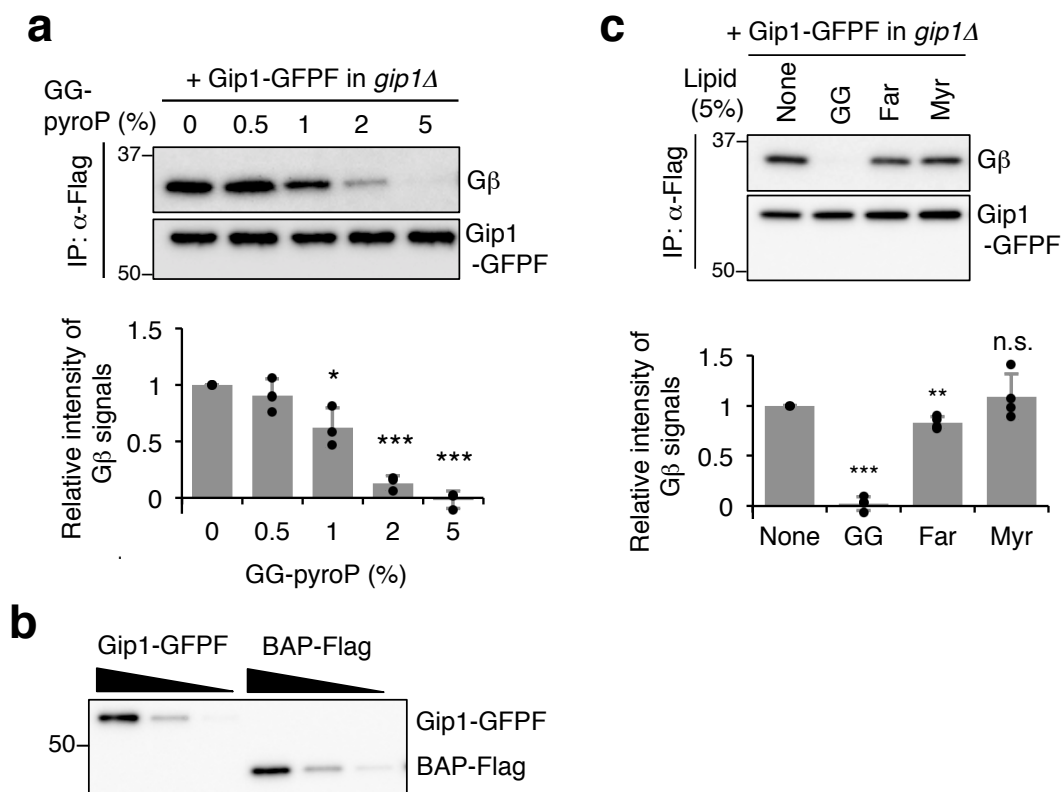 a
+ Gip1-GFPF in gip1Δ
GG-
pyroP (%) 0 0.5 1 2 5
IP: α-Flag
37
Gβ
Gip1
-GFPF
50
Relative intensity of
Gβ signals
1.5
1
0.5
0
*
***
***
0 0.5 1 2 5
GG-pyroP (%)
b
Gip1-GFPF BAP-Flag
50
Gip1-GFPF
BAP-Flag
c
+ Gip1-GFPF in gip1Δ
Lipid
(5%)
None GG Far Myr
IP: α-Flag
37
Gβ
Gip1
-GFPF
50
Relative intensity of
Gβ signals
1.5
1
0.5
0
***
**
n.s.
None GG Far Myr